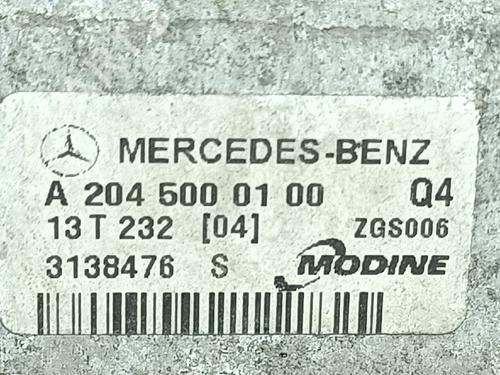 MERCEDES-BENZ
A 204 500 01 00 Q4
13 T 232 [04] ZGS006
3138476 S MODINE